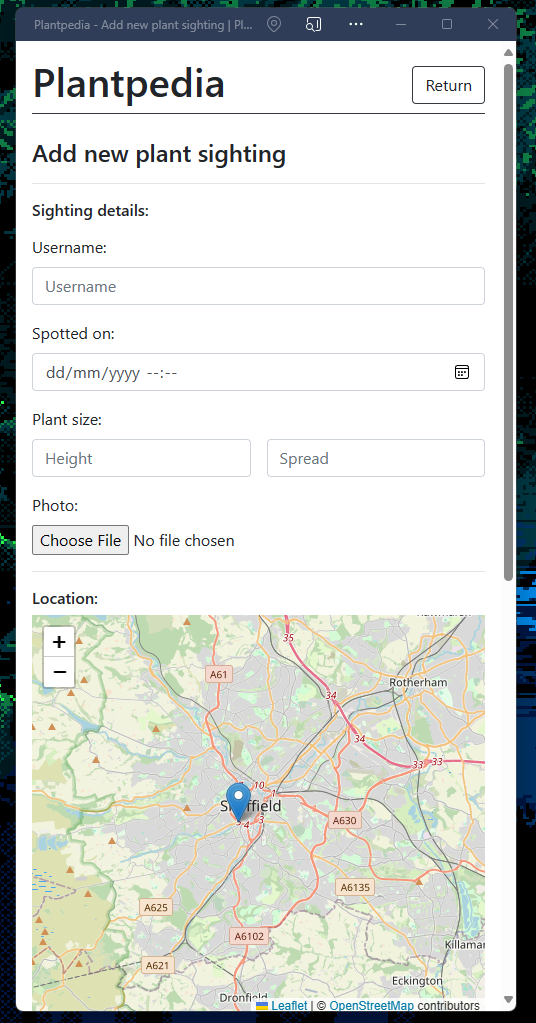 Plantpedia - Add new plant sighting | Pl...
Plantpedia
Return
Add new plant sighting
Sighting details:
Username:
Username
Spotted on:
dd/mm/yyyy --:--
Plant size:
Height
Spread
Photo:
Choose File No file chosen
Location:
+
−
35
A61
Rotherham
34
34
33
33
10
1
Sheffield
4
3
A630
A6135
A625
A6102
Killamar
A621
Eckington
Dronfield
Leaflet | © OpenStreetMap contributors